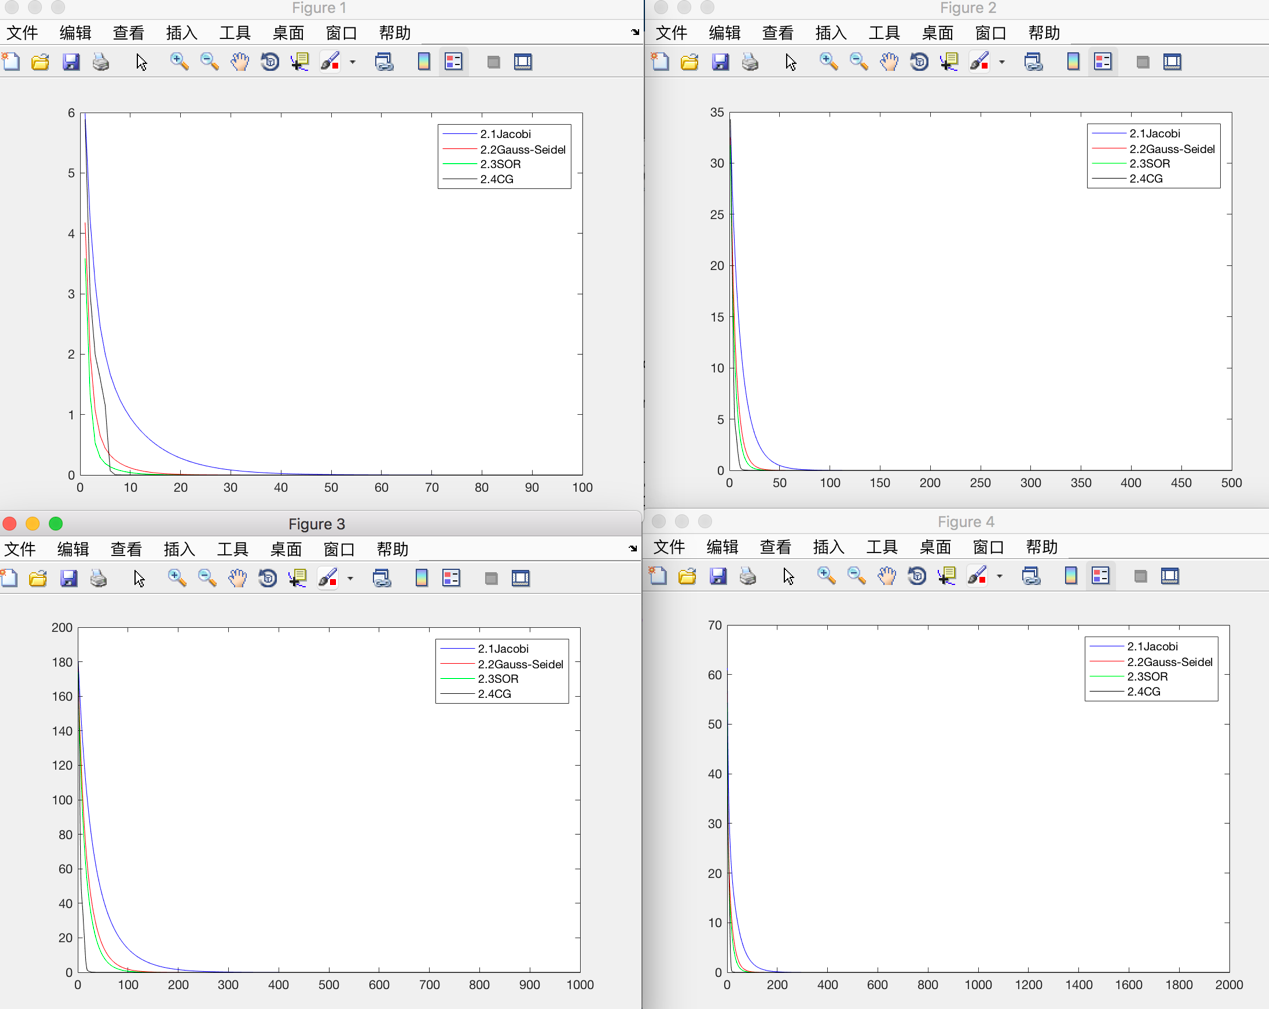 Figure 1
文件 编辑 查看 插入 工具 桌面 窗口 帮助
6
5
4
3
2
1
0
0 10 20 30 40 50 60 70 80 90 100
2.1Jacobi
2.2Gauss-Seidel
2.3SOR
2.4CG
Figure 2
文件 编辑 查看 插入 工具 桌面 窗口 帮助
35
30
25
20
15
10
5
0
0 50 100 150 200 250 300 350 400 450 500
2.1Jacobi
2.2Gauss-Seidel
2.3SOR
2.4CG
Figure 3
文件 编辑 查看 插入 工具 桌面 窗口 帮助
200
180
160
140
120
100
80
60
40
20
0
0 100 200 300 400 500 600 700 800 900 1000
2.1Jacobi
2.2Gauss-Seidel
2.3SOR
2.4CG
Figure 4
文件 编辑 查看 插入 工具 桌面 窗口 帮助
70
60
50
40
30
20
10
0
0 200 400 600 800 1000 1200 1400 1600 1800 2000
2.1Jacobi
2.2Gauss-Seidel
2.3SOR
2.4CG